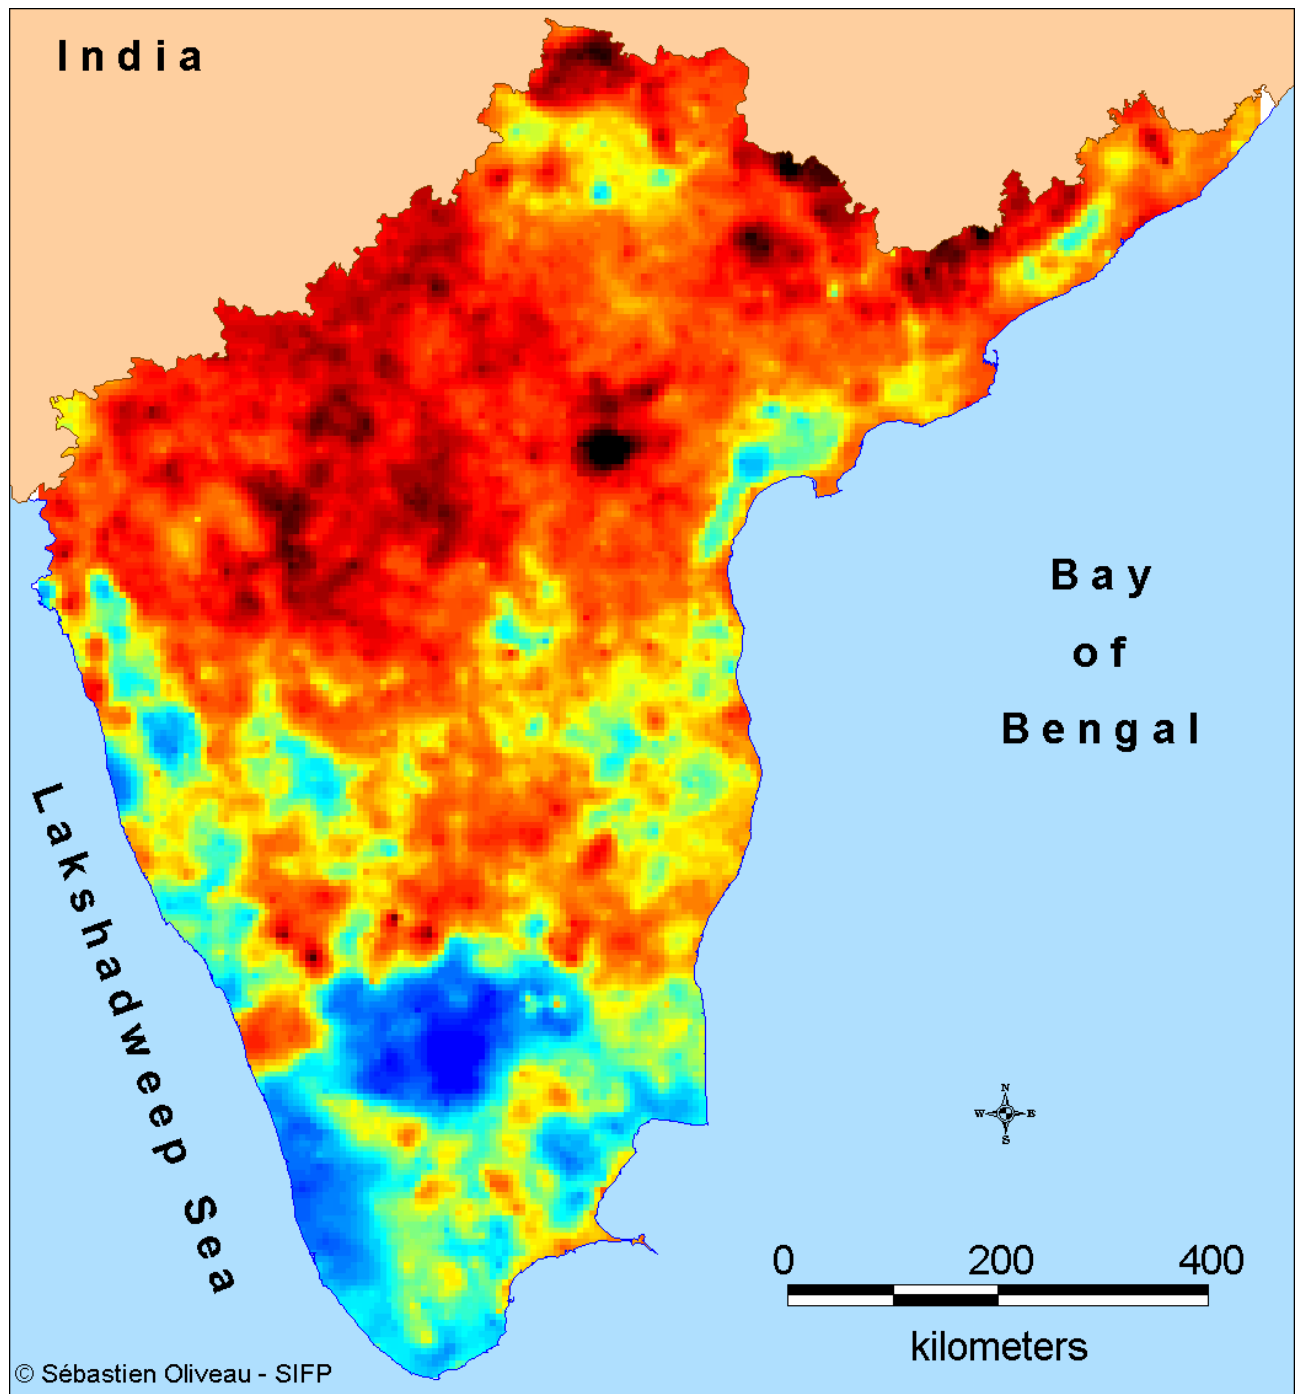 India
Bay
of
Bengal
Lakshadweep Sea
N
W E
S
0 200 400
kilometers
© Sébastien Oliveau - SIFP